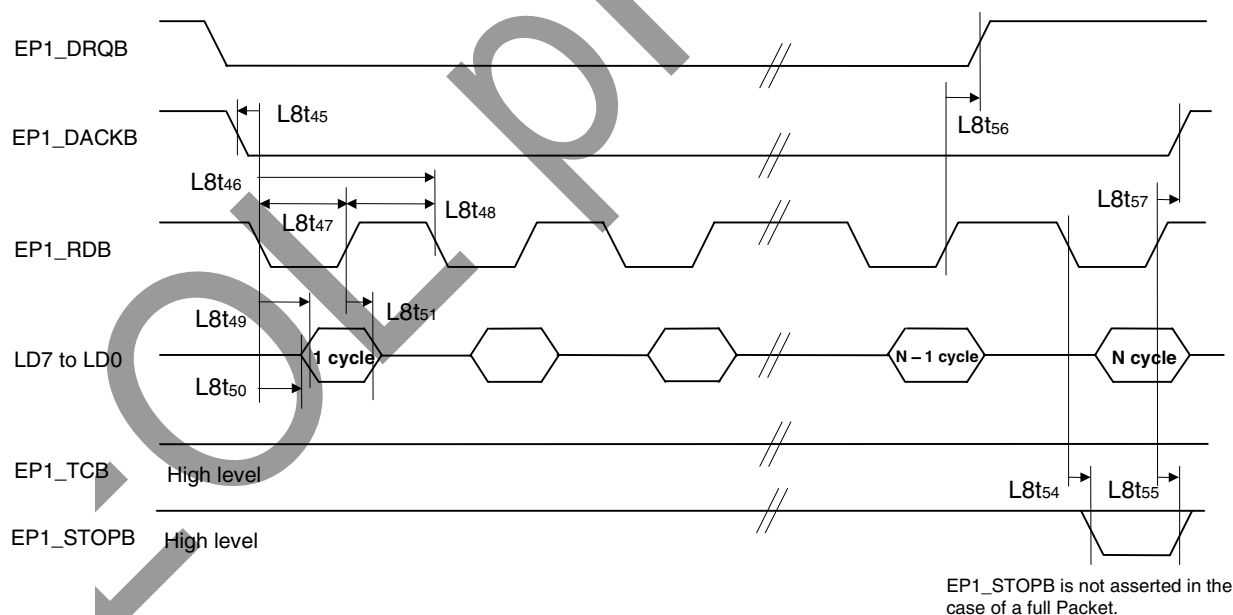 EP1_DRQB
L8t56
EP1_DACKB
L8t45
L8t46
L8t47
L8t48
L8t57
EP1_RDB
L8t49
L8t51
LD7 to LD0
1 cycle
N – 1 cycle
N cycle
L8t50
EP1_TCB
High level
L8t54
L8t55
EP1_STOPB
High level
EP1_STOPB is not asserted in the
case of a full Packet.